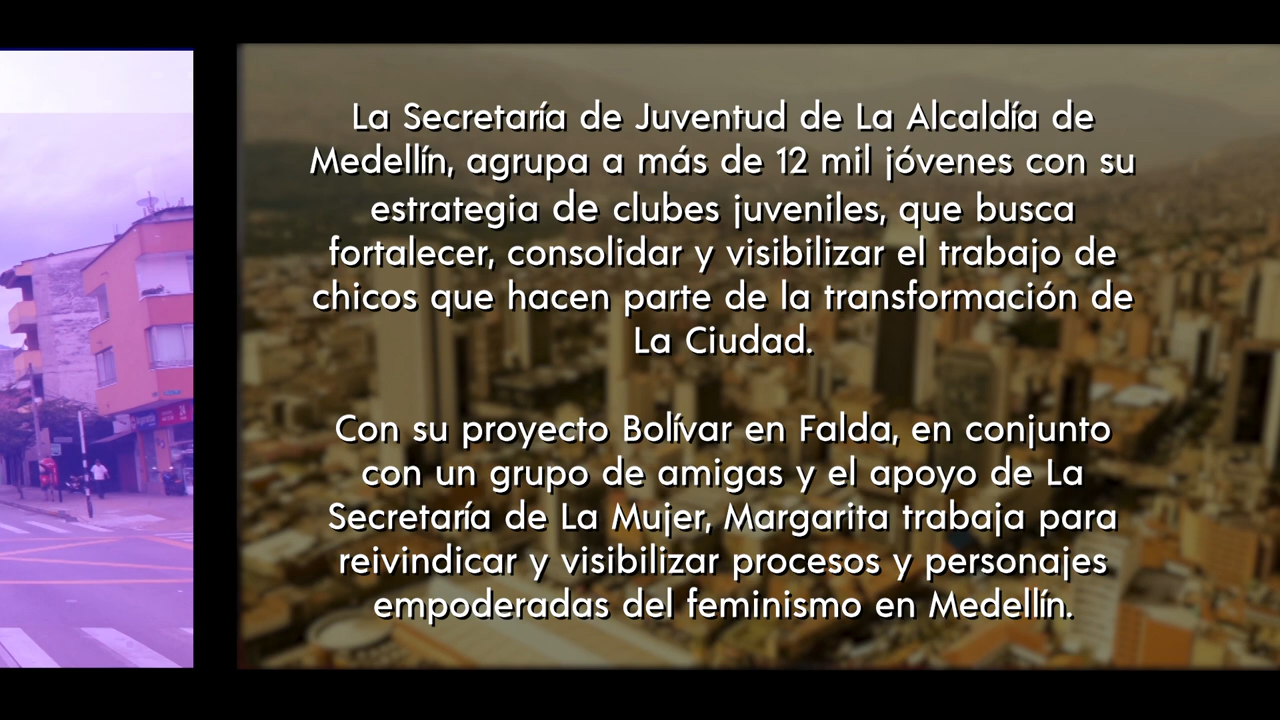 La Secretaría de Juventud de La Alcaldía de
Medellín, agrupa a más de 12 mil jóvenes con su
estrategia de clubes juveniles, que busca
fortalecer, consolidar y visibilizar el trabajo de
chicos que hacen parte de la transformación de
La Ciudad.
Con su proyecto Bolívar en Falda, en conjunto
con un grupo de amigas y el apoyo de La
Secretaría de La Mujer, Margarita trabaja para
reivindicar y visibilizar procesos y personajes
empoderadas del feminismo en Medellín.